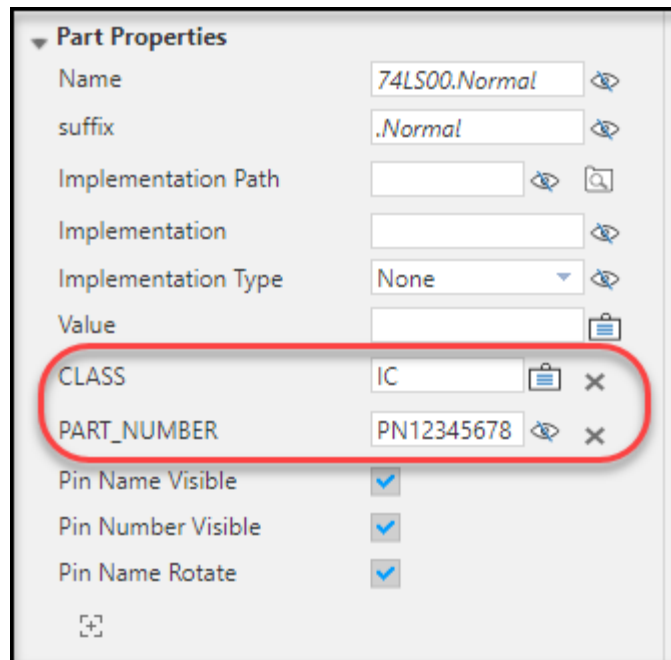 Part Properties
Name 74LS00.Normal
suffix .Normal
Implementation Path
Implementation
Implementation Type None
Value
CLASS IC
PART_NUMBER PN12345678
Pin Name Visible
Pin Number Visible
Pin Name Rotate